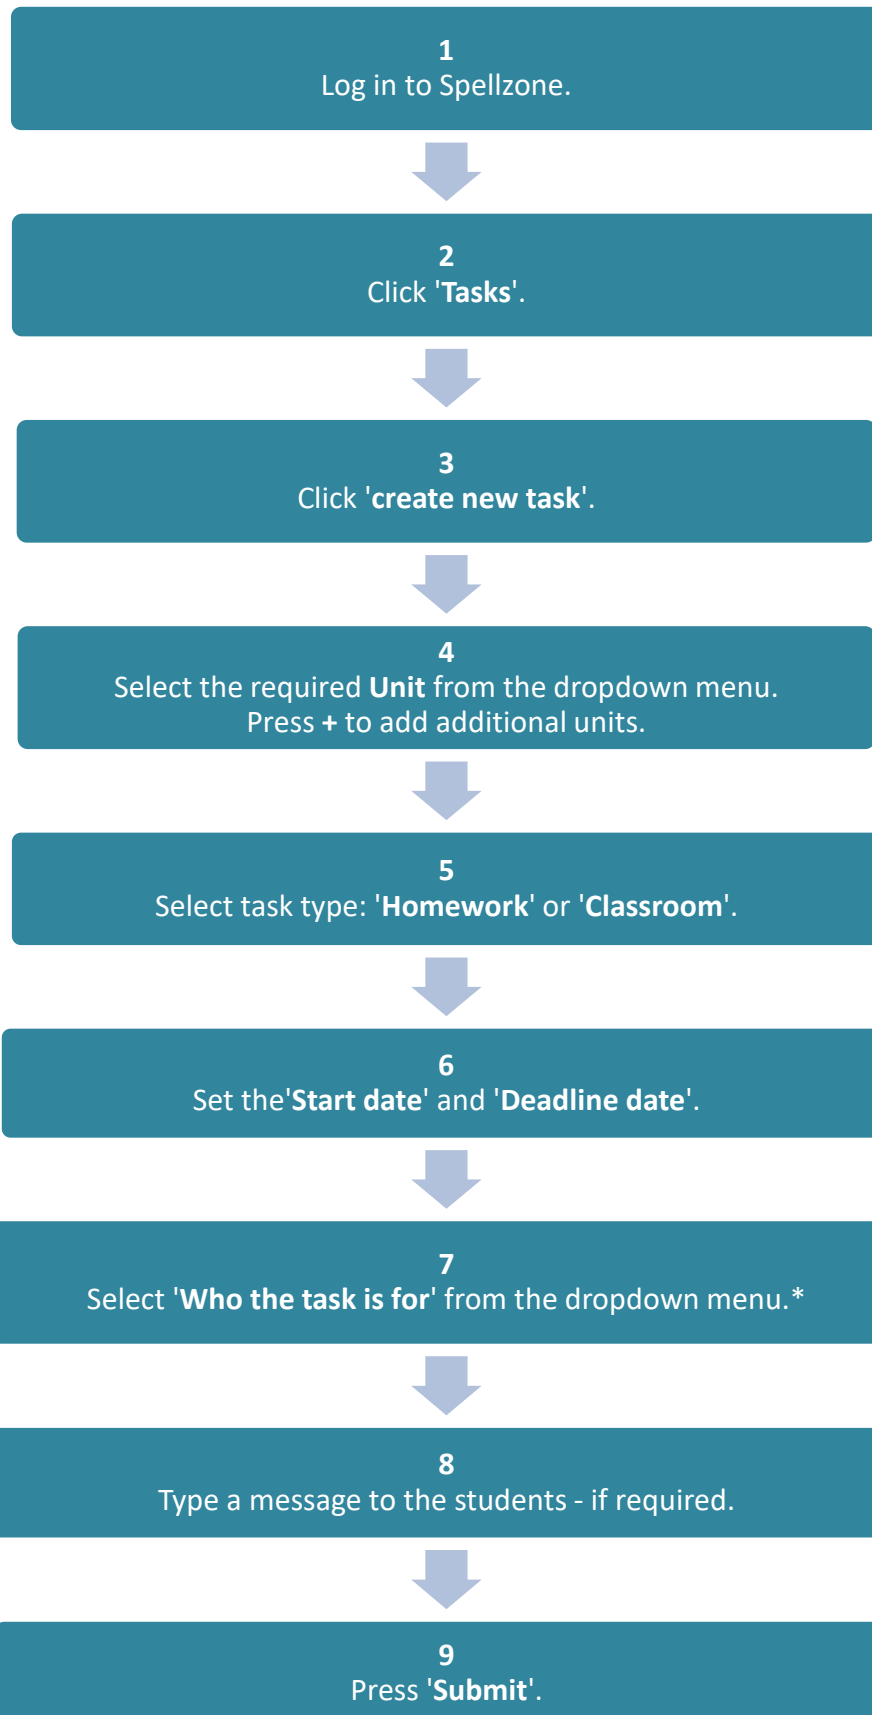 1
Log in to Spellzone.
2
Click 'Tasks'.
3
Click 'create new task'.
4
Select the required Unit from the dropdown menu.
Press + to add additional units.
5
Select task type: 'Homework' or 'Classroom'.
6
Set the'Start date' and 'Deadline date'.
7
Select 'Who the task is for' from the dropdown menu.*
8
Type a message to the students - if required.
9
Press 'Submit'.